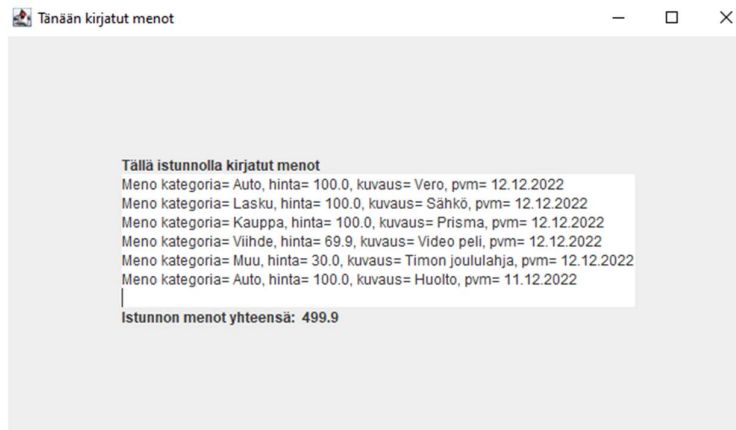 Tänään kirjatut menot
Tällä istunnolla kirjatut menot
Meno kategoria= Auto, hinta= 100.0, kuvaus= Vero, pvm= 12.12.2022
Meno kategoria= Lasku, hinta= 100.0, kuvaus= Sähkö, pvm= 12.12.2022
Meno kategoria= Kauppa, hinta= 100.0, kuvaus= Prisma, pvm= 12.12.2022
Meno kategoria= Viihde, hinta= 69.9, kuvaus= Video peli, pvm= 12.12.2022
Meno kategoria= Muu, hinta= 30.0, kuvaus= Timon joululahja, pvm= 12.12.2022
Meno kategoria= Auto, hinta= 100.0, kuvaus= Huolto, pvm= 11.12.2022
Istunnon menot yhteensä: 499.9